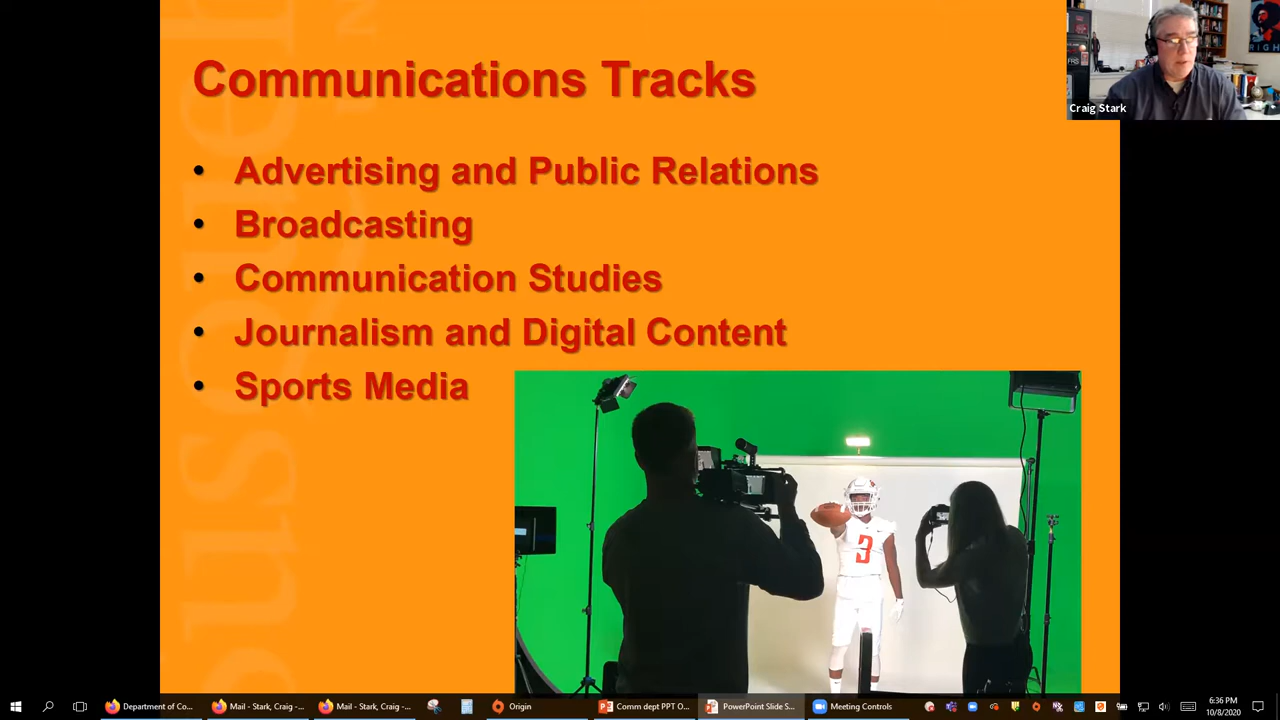 Communications Tracks
• Advertising and Public Relations
• Broadcasting
• Communication Studies
• Journalism and Digital Content
• Sports Media
Craig Stark
RIGH
3
Department of Co...
Mail - Stark, Craig -...
Mail - Stark, Craig -...
Origin
Comm dept PPT O...
PowerPoint Slide S...
Meeting Controls
6:36 PM
10/8/2020